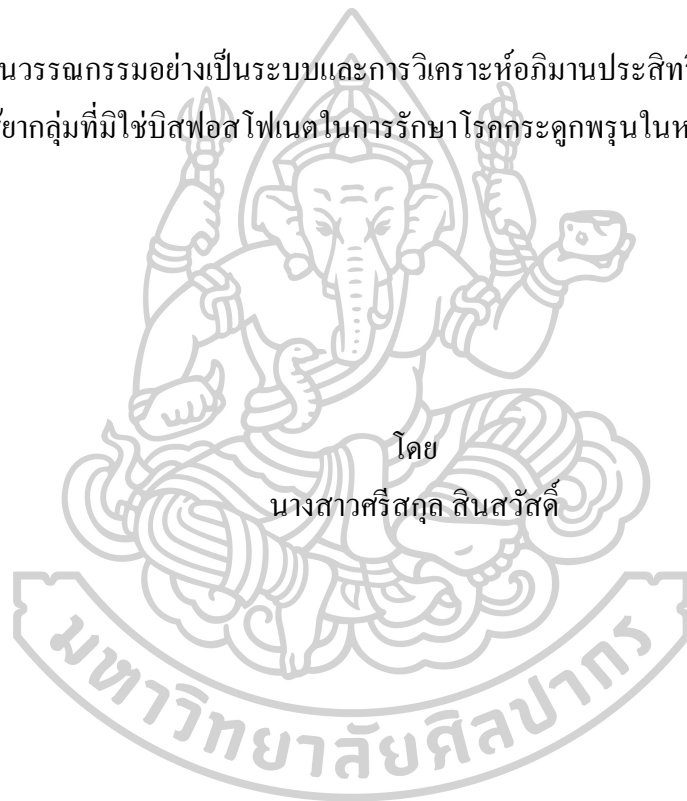 นวรรณกรรมอย่างเป็นระบบและการวิเคราะห์อภิมานประสิทธิ
ยากลุ่มที่มิใช่บิสฟอสโฟเนตในการรักษาโรคกระดูกพรุนในห
โดย
นางสาวศรีสกุล สินสวัสดิ์
มหาวิทยาลัยศิลปากร